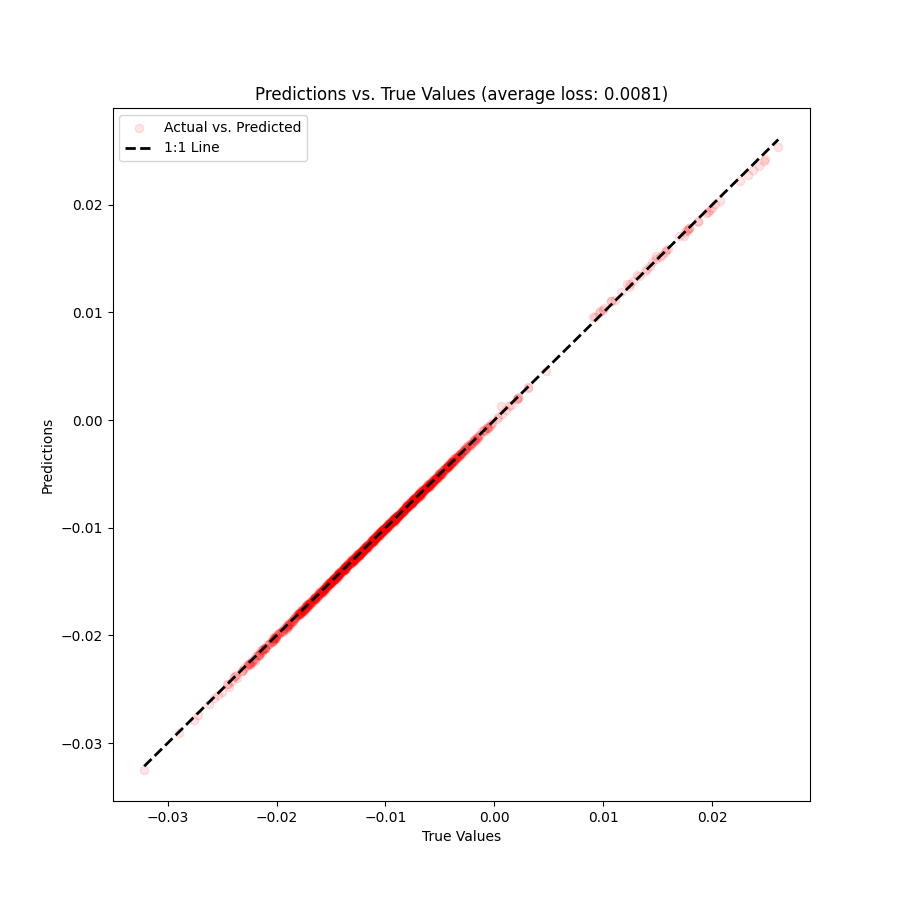 Predictions vs. True Values (average loss: 0.0081)
Actual vs. Predicted
1:1 Line
0.02
0.01
0.00
−0.01
−0.02
−0.03
Predictions
−0.03 −0.02 −0.01 0.00 0.01 0.02
True Values